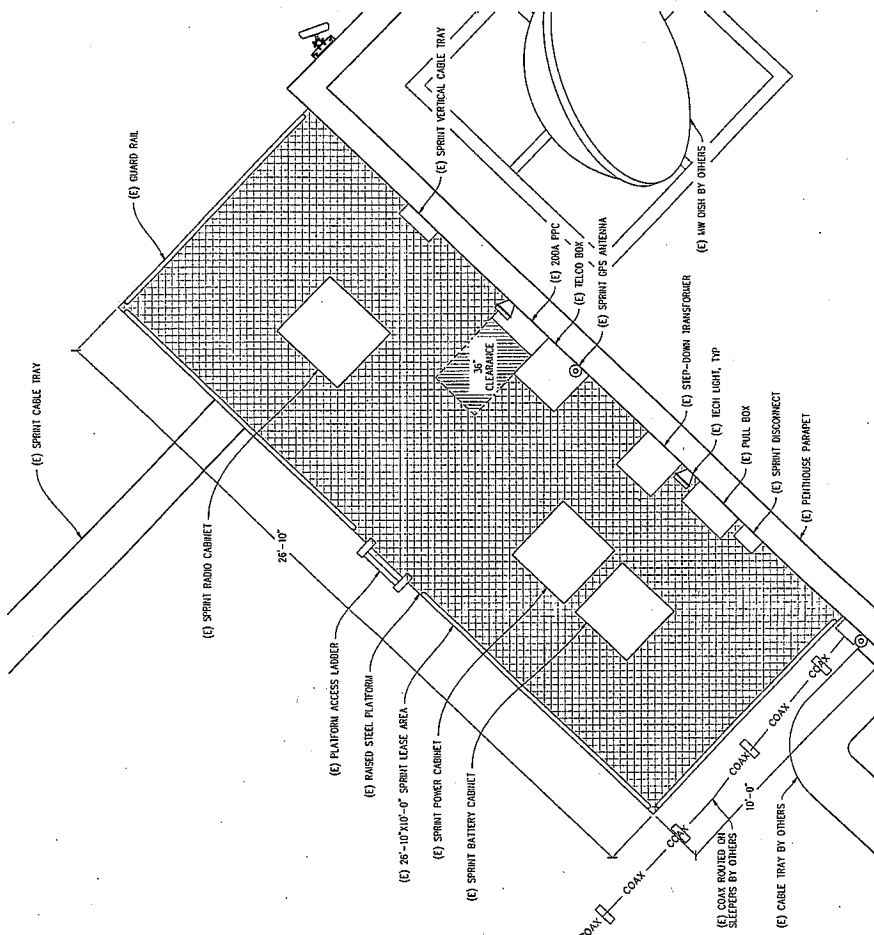 (E) SPRINT CABLE TRAY
(E) GUARD RAIL
(E) SPRINT VERTICAL CABLE TRAY
(E) MW DISH BY OTHERS
(E) SPRINT RADIO CABINET
26'-10"
36"
CLEARANCE
(E) 200A PPC
(E) TELCO BOX
(E) SPRINT GPS ANTENNA
(E) STEP-DOWN TRANSFORMER
(E) TECH LIGHT, TYP
(E) PULL BOX
(E) SPRINT DISCONNECT
(E) PENTHOUSE PARAPET
(E) PLATFORM ACCESS LADDER
(E) RAISED STEEL PLATFORM
(E) 26'-10"X10'-0" SPRINT LEASE AREA
(E) SPRINT POWER CABINET
(E) SPRINT BATTERY CABINET
COAX
COAX
COAX
COAX
COAX
COAX
10'-0"
(E) COAX ROUTED ON
SLEEPERS BY OTHERS
(E) CABLE TRAY BY OTHERS